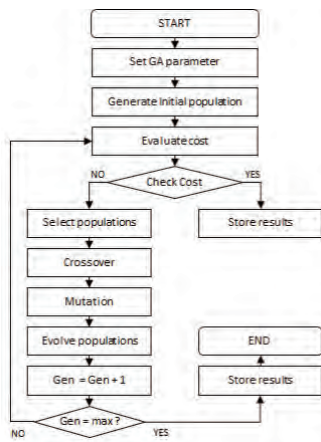 START
Set GA parameter
Generate Initial population
Evaluate cost
Check Cost
NO
YES
Select populations
Store results
Crossover
Mutation
Evolve populations
END
Gen = Gen + 1
Store results
Gen = max ?
NO
YES